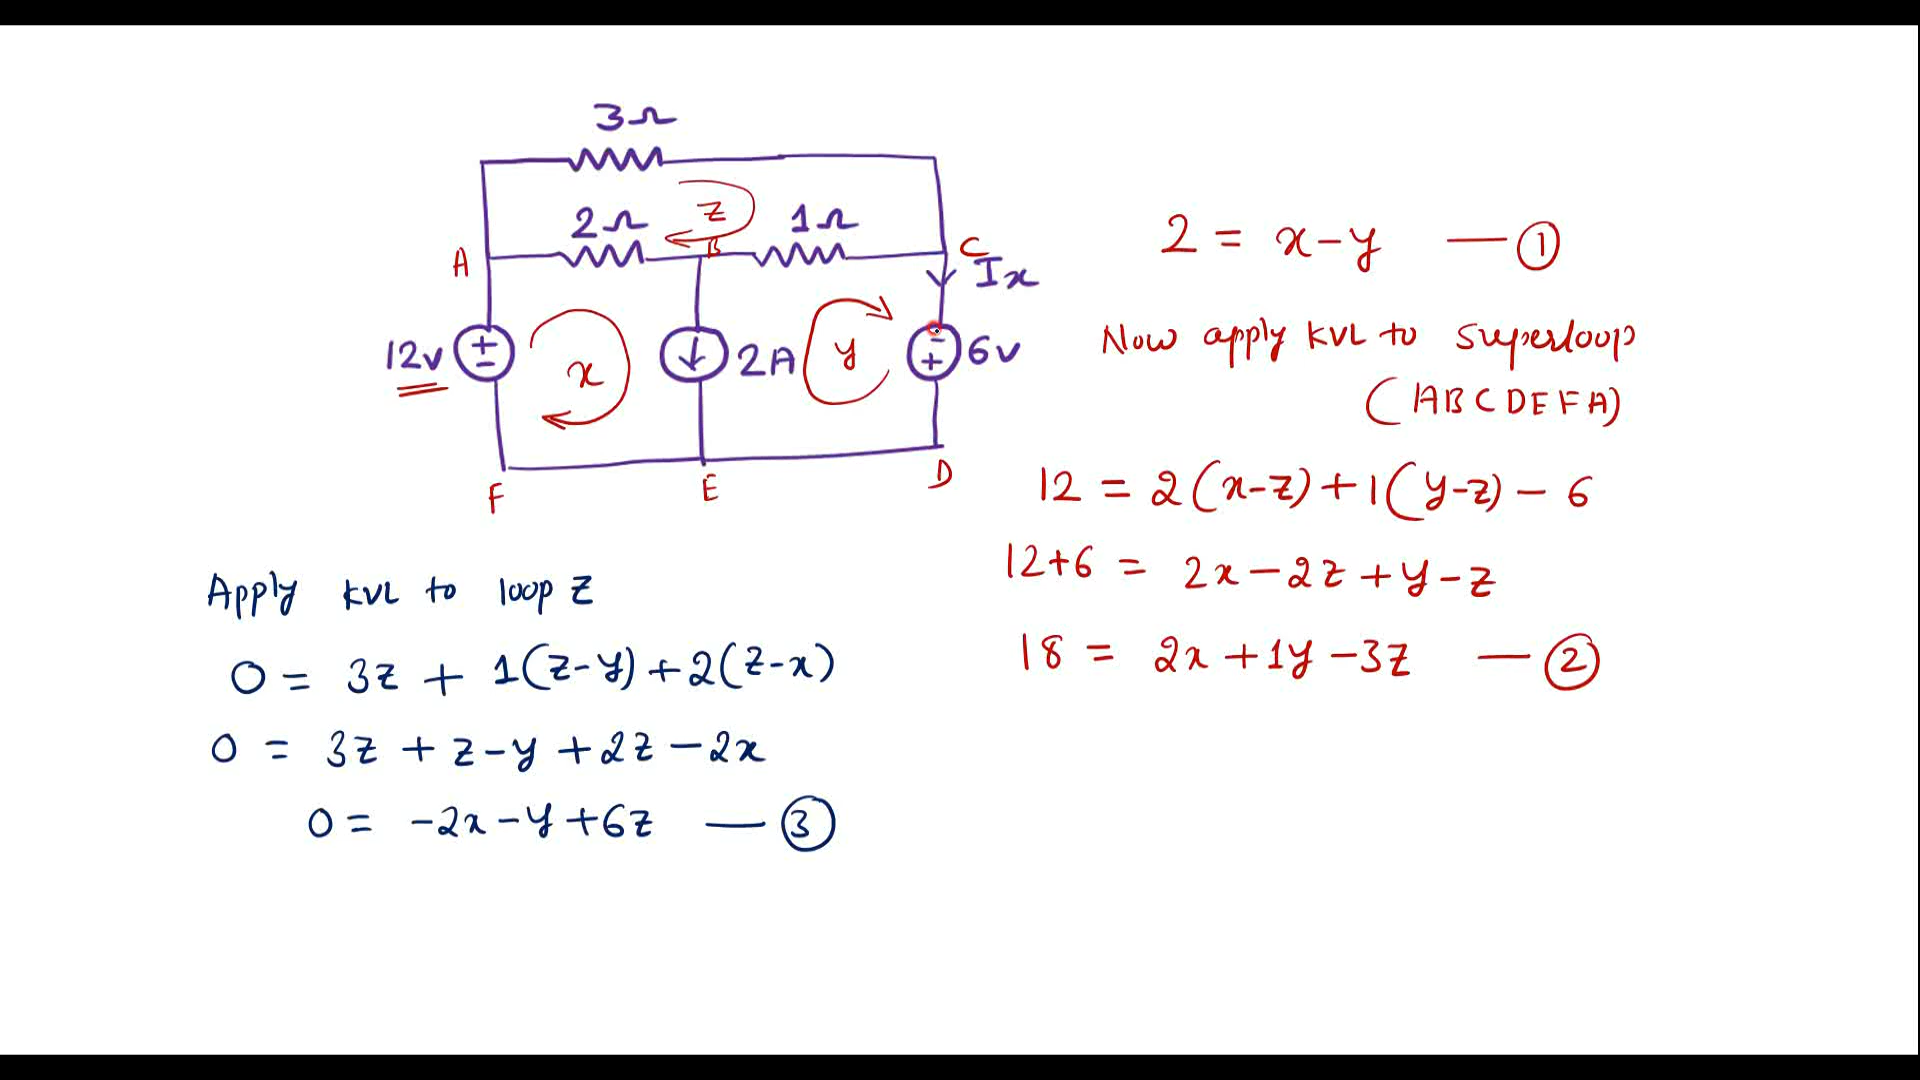 3Ω
2Ω
z
1Ω
A
B
C
Ix
12v
+
-
x
2A
y
-
+
6v
F
E
D
2 = x-y — ①
Now apply KVL to superloop
(ABCDEFA)
12 = 2(x-z)+1(y-z) - 6
12+6 = 2x-2z+y-z
18 = 2x+1y-3z — ②
Apply KVL to loop z
0 = 3z + 1(z-y)+2(z-x)
0 = 3z + z-y +2z-2x
0 = -2x-y+6z — ③